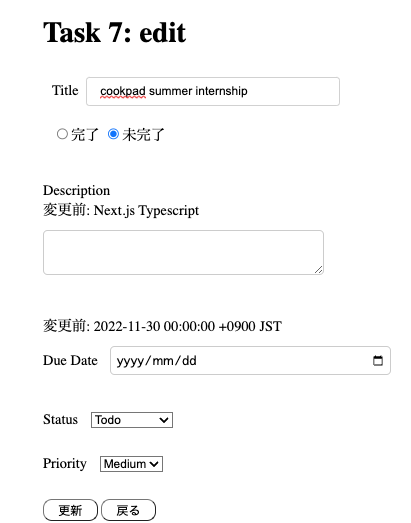 Task 7: edit
Title cookpad summer internship
完了 未完了
Description
変更前: Next.js Typescript
変更前: 2022-11-30 00:00:00 +0900 JST
Due Date yyyy/mm/dd
Status Todo
Priority Medium
更新 戻る